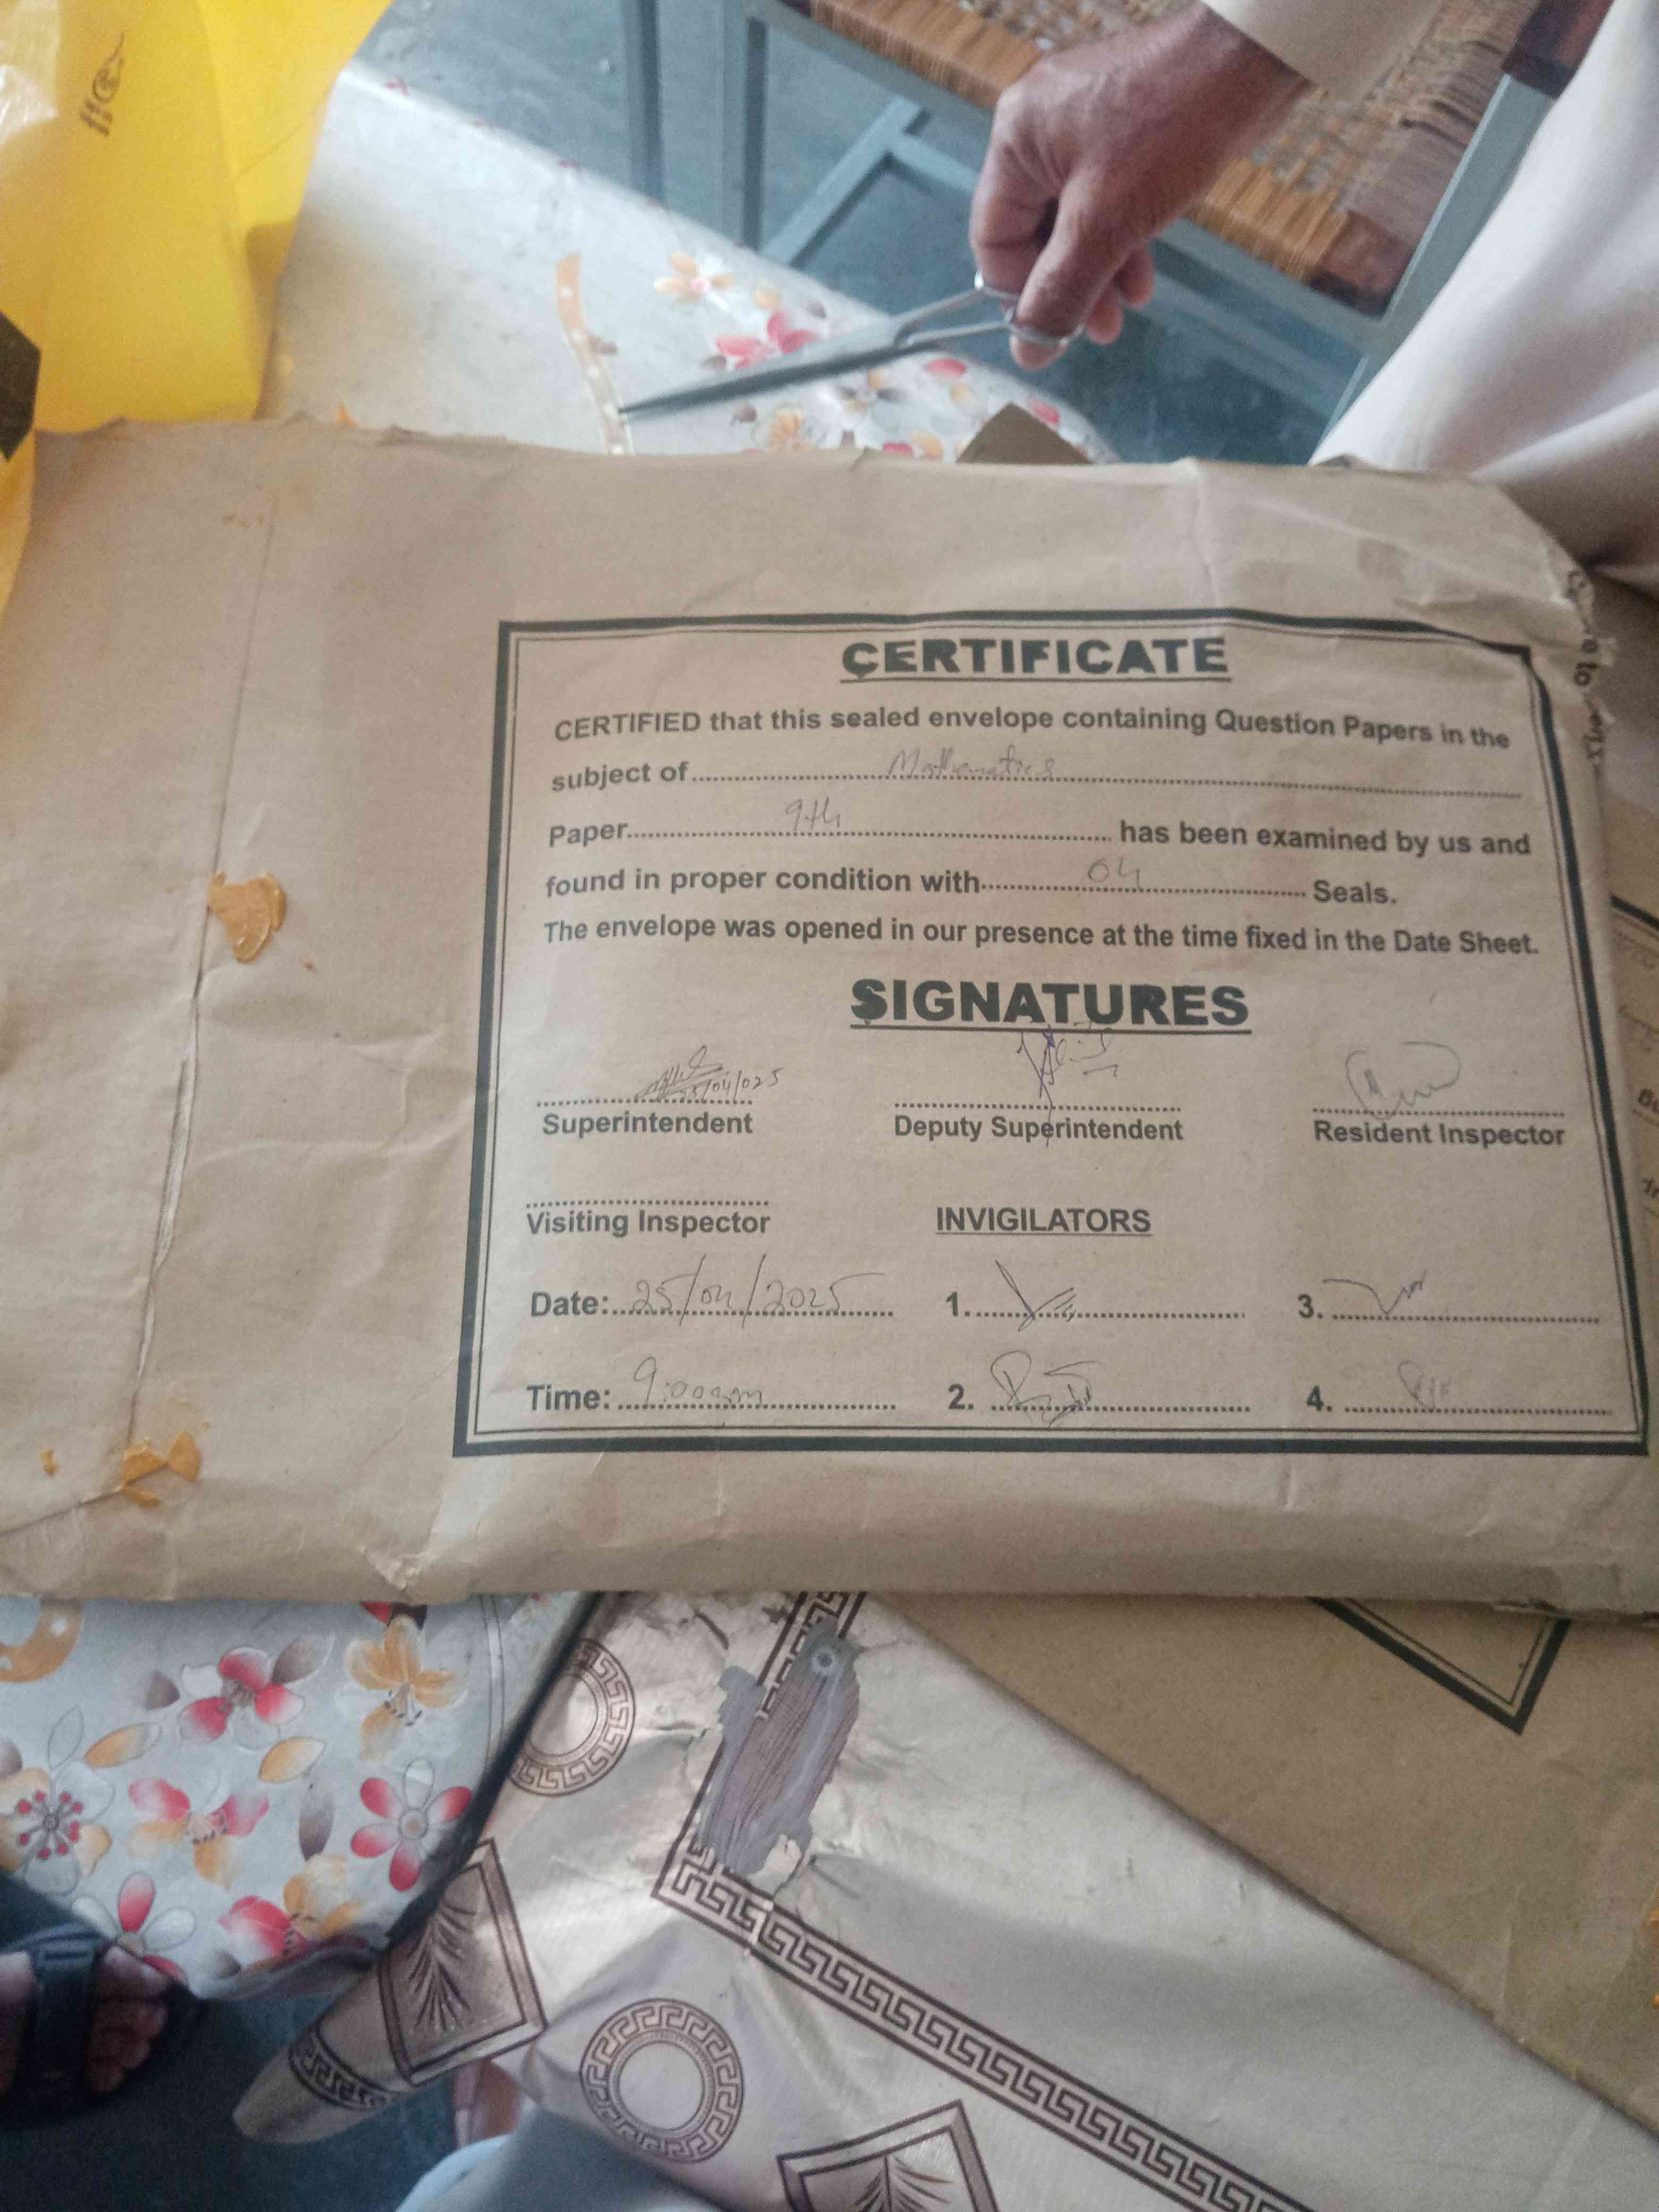 CERTIFICATE
CERTIFIED that this sealed envelope containing Question Papers in the
subject of Mathematics
Paper 9th has been examined by us and
found in proper condition with 04 Seals.
The envelope was opened in our presence at the time fixed in the Date Sheet.
SIGNATURES
25/04/025
Superintendent Deputy Superintendent Resident Inspector
Visiting Inspector INVIGILATORS
Date: 25/04/2025 1. 3.
Time: 9:00am 2. 4.